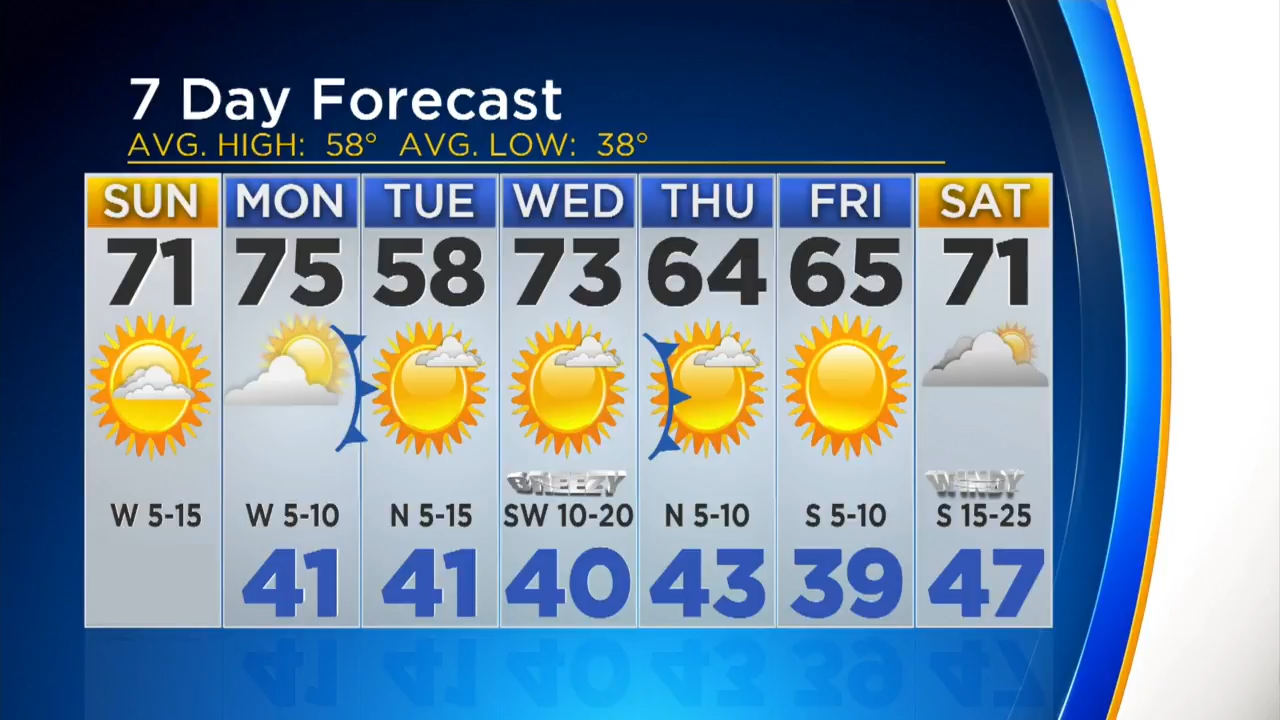 7 Day Forecast
AVG. HIGH: 58° AVG. LOW: 38°
SUN MON TUE WED THU FRI SAT
71 75 58 73 64 65 71
BREEZY WINDY
W 5-15 W 5-10 N 5-15 SW 10-20 N 5-10 S 5-10 S 15-25
41 41 40 43 39 47